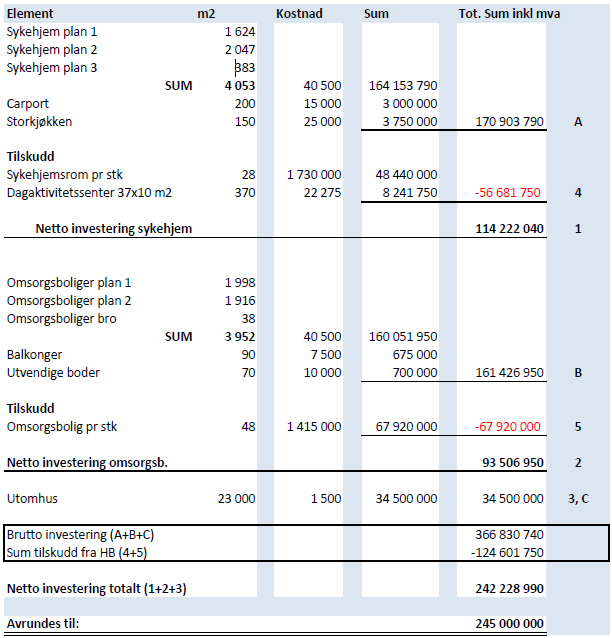 Element m2 Kostnad Sum Tot. Sum inkl mva
Sykehjem plan 1 1 624
Sykehjem plan 2 2 047
Sykehjem plan 3 383
SUM 4 053 40 500 164 153 790
Carport 200 15 000 3 000 000
Storkjøkken 150 25 000 3 750 000 170 903 790 A
Tilskudd
Sykehjemsrom pr stk 28 1 730 000 48 440 000
Dagaktivitetssenter 37x10 m2 370 22 275 8 241 750 -56 681 750 4
Netto investering sykehjem 114 222 040 1
Omsorgsboliger plan 1 1 998
Omsorgsboliger plan 2 1 916
Omsorgsboliger bro 38
SUM 3 952 40 500 160 051 950
Balkonger 90 7 500 675 000
Utvendige boder 70 10 000 700 000 161 426 950 B
Tilskudd
Omsorgsbolig pr stk 48 1 415 000 67 920 000 -67 920 000 5
Netto investering omsorgsb. 93 506 950 2
Utomhus 23 000 1 500 34 500 000 34 500 000 3, C
Brutto investering (A+B+C) 366 830 740
Sum tilskudd fra HB (4+5) -124 601 750
Netto investering totalt (1+2+3) 242 228 990
Avrundes til: 245 000 000